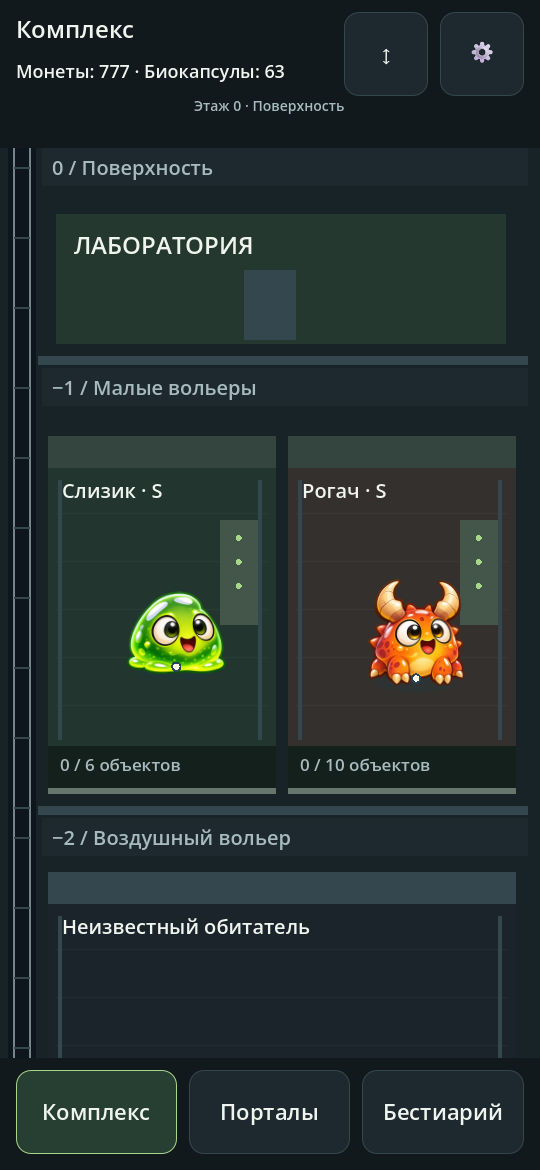 Комплекс
Монеты: 777 · Биокапсулы: 63
↕
Этаж 0 · Поверхность
0 / Поверхность
ЛАБОРАТОРИЯ
−1 / Малые вольеры
Слизик · S
Рогач · S
0 / 6 объектов
0 / 10 объектов
−2 / Воздушный вольер
Неизвестный обитатель
Комплекс
Порталы
Бестиарий